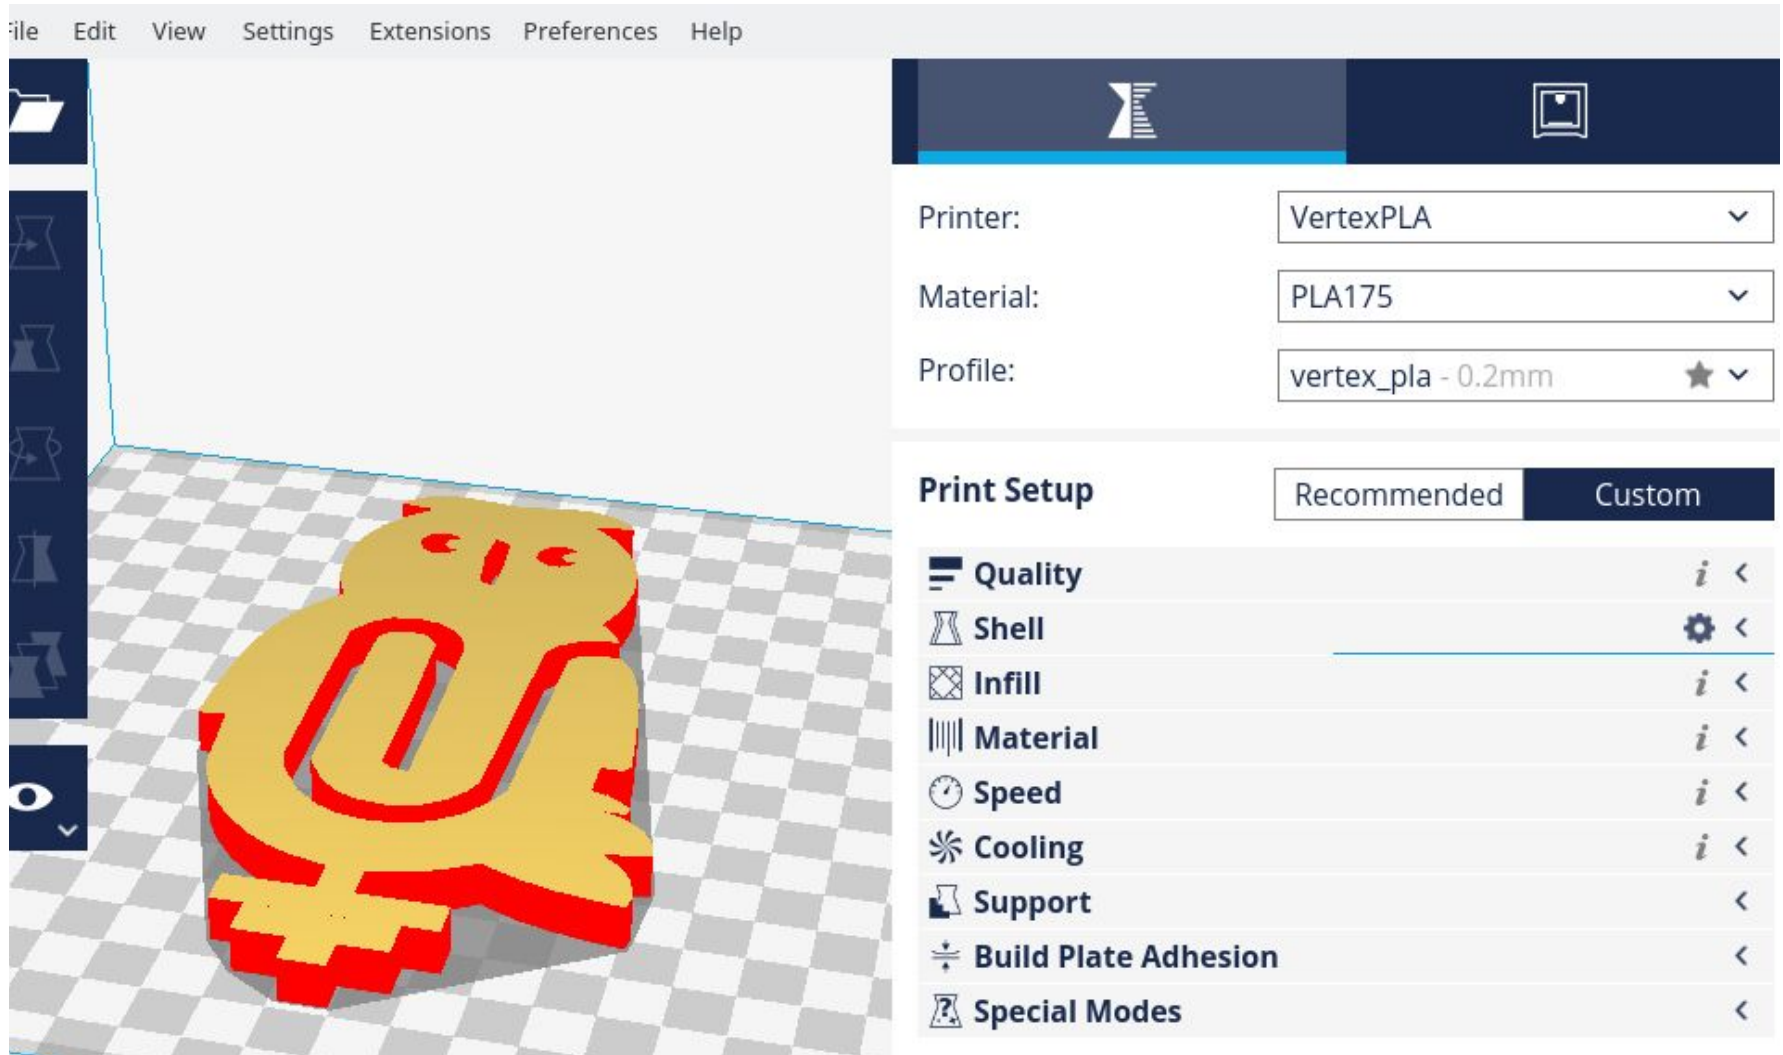 File Edit View Settings Extensions Preferences Help
Printer: VertexPLA
Material: PLA175
Profile: vertex_pla - 0.2mm
Print Setup Recommended Custom
Quality
Shell
Infill
Material
Speed
Cooling
Support
Build Plate Adhesion
Special Modes